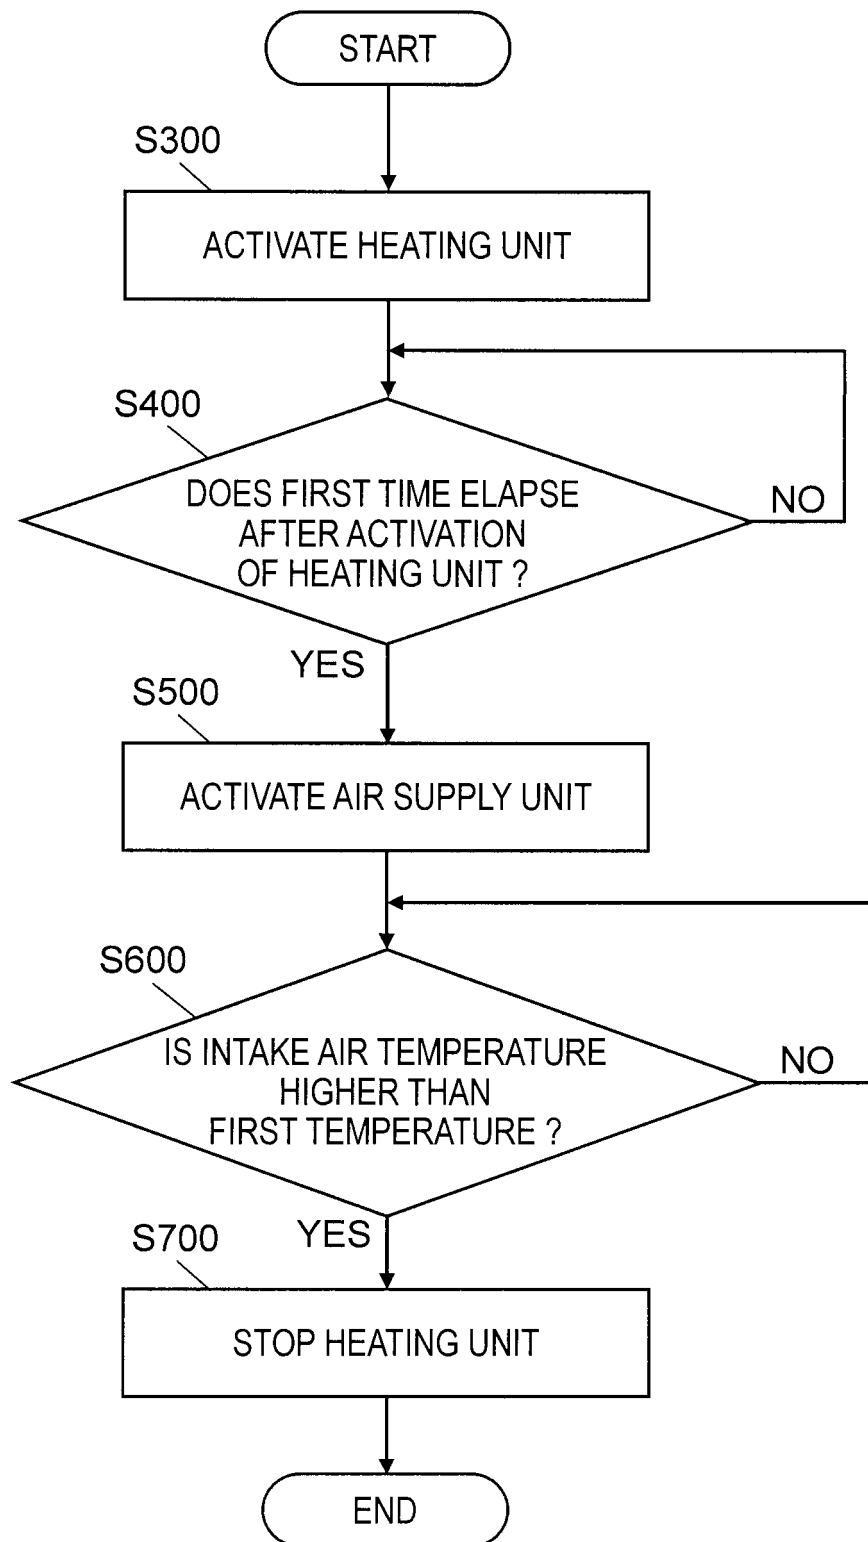 START
S300
ACTIVATE HEATING UNIT
S400
DOES FIRST TIME ELAPSE
AFTER ACTIVATION
OF HEATING UNIT ?
NO
YES
S500
ACTIVATE AIR SUPPLY UNIT
S600
IS INTAKE AIR TEMPERATURE
HIGHER THAN
FIRST TEMPERATURE ?
NO
YES
S700
STOP HEATING UNIT
END